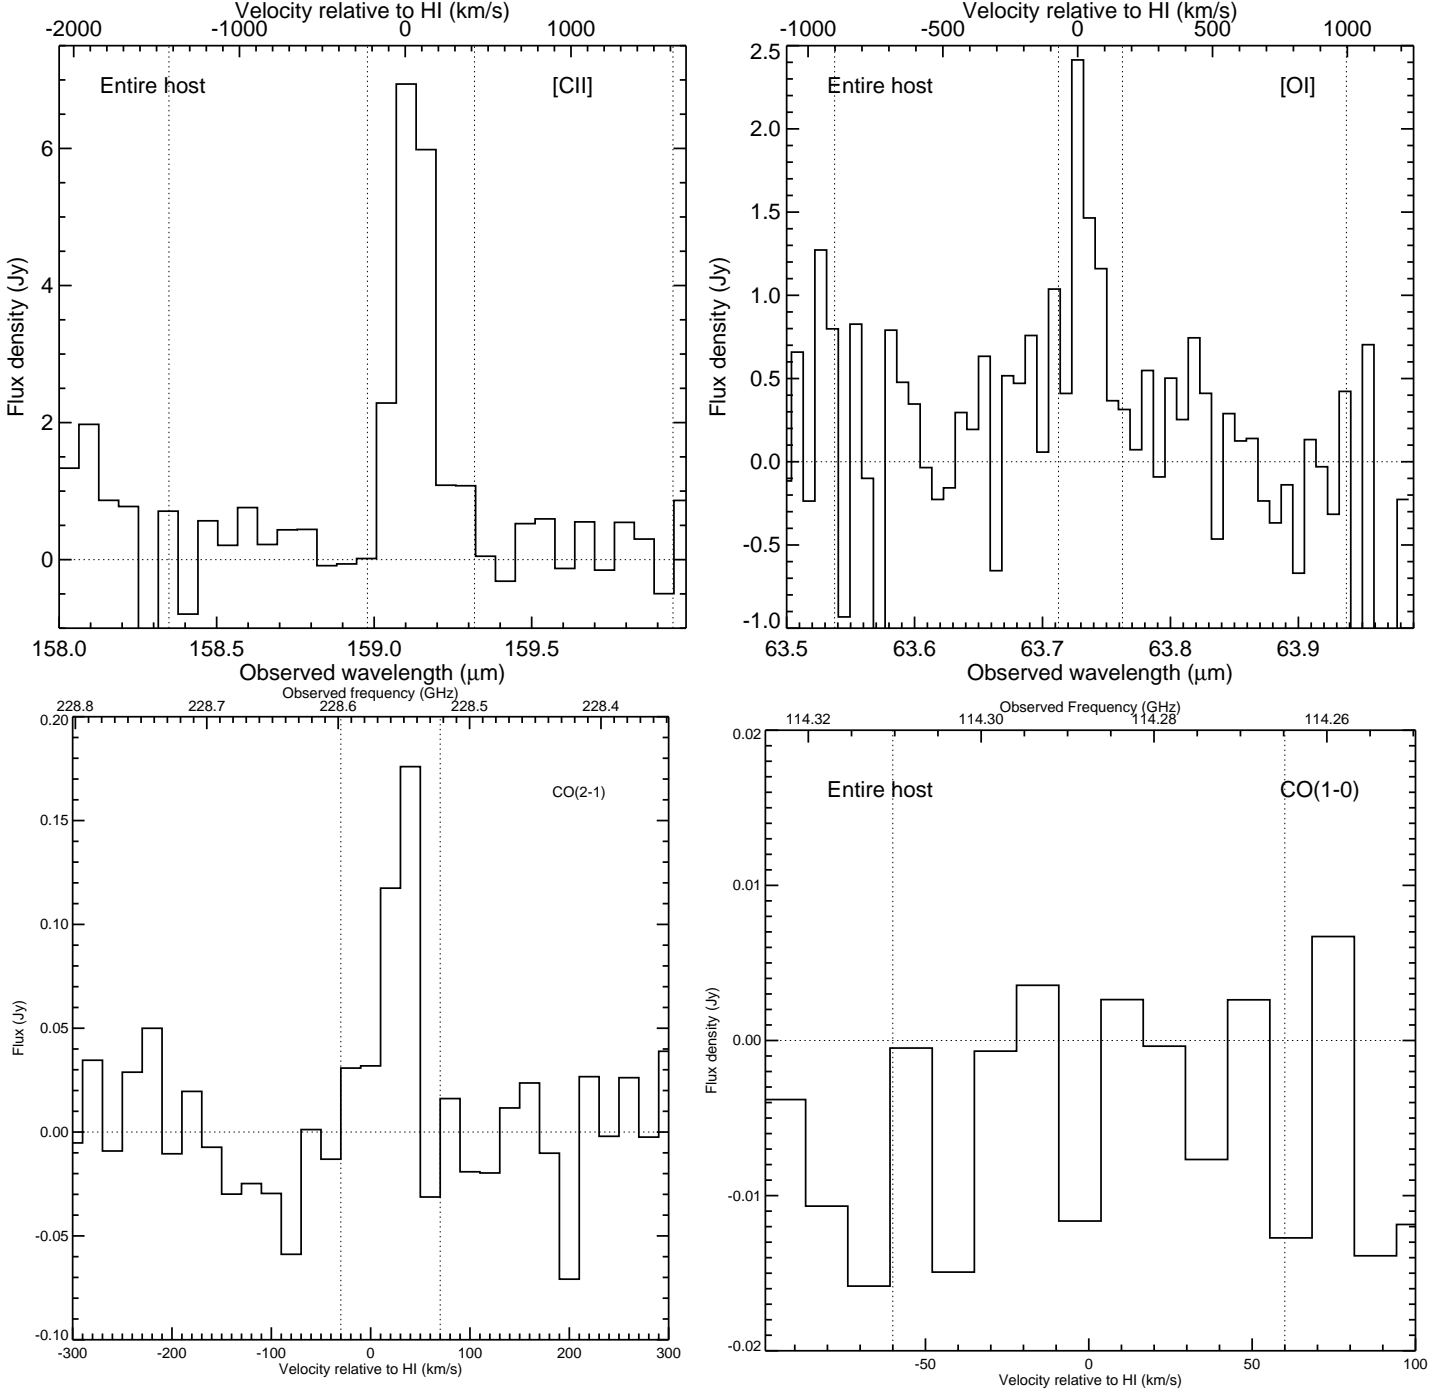 Velocity relative to HI (km/s)
-2000 -1000 0 1000
Entire host [CII]
6
4
2
0
Flux density (Jy)
158.0 158.5 159.0 159.5
Observed wavelength (μm)
Velocity relative to HI (km/s)
-1000 -500 0 500 1000
Entire host [OI]
2.5
2.0
1.5
1.0
0.5
0.0
-0.5
-1.0
Flux density (Jy)
63.5 63.6 63.7 63.8 63.9
Observed wavelength (μm)
Observed frequency (GHz)
228.8 228.7 228.6 228.5 228.4
CO(2-1)
0.20
0.15
0.10
0.05
0.00
-0.05
-0.10
Flux (Jy)
-300 -200 -100 0 100 200 300
Velocity relative to HI (km/s)
Observed Frequency (GHz)
114.32 114.30 114.28 114.26
Entire host CO(1-0)
0.02
0.01
0.00
-0.01
-0.02
Flux density (Jy)
-50 0 50 100
Velocity relative to HI (km/s)